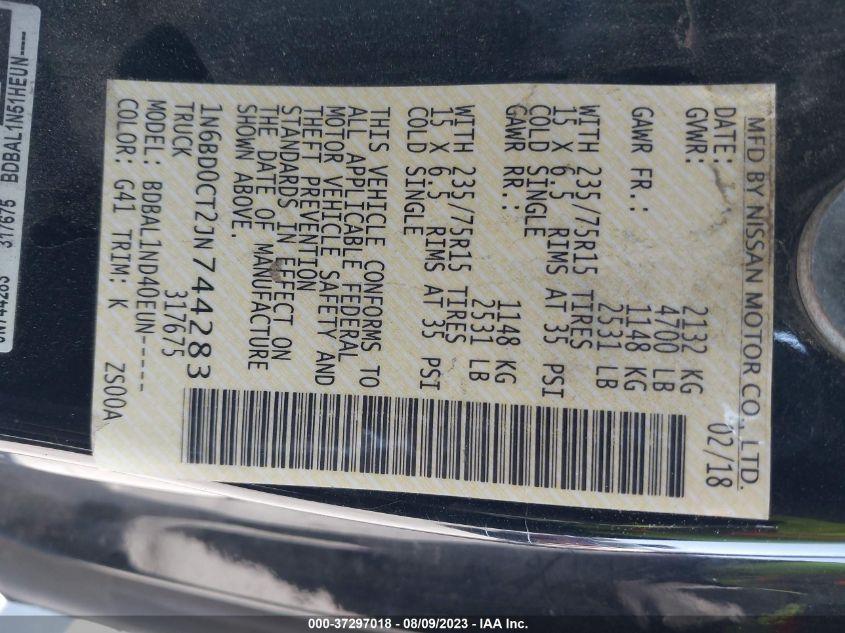 MFD BY NISSAN MOTOR CO., LTD.
DATE: 02/18
GVWR: 2132 KG
4700 LB
GAWR FR.: 1148 KG
2531 LB
WITH 235/75R15 TIRES
15 X 6.5 RIMS AT 35 PSI
COLD SINGLE
GAWR RR.: 1148 KG
2531 LB
WITH 235/75R15 TIRES
15 X 6.5 RIMS AT 35 PSI
COLD SINGLE
THIS VEHICLE CONFORMS TO
ALL APPLICABLE FEDERAL
MOTOR VEHICLE SAFETY AND
THEFT PREVENTION
STANDARDS IN EFFECT ON
THE DATE OF MANUFACTURE
SHOWN ABOVE.
1N6BD0CT2JN744283
TRUCK 317675
MODEL: BDBAL1ND40EUN-----
COLOR: G41 TRIM: K ZS00A
317675 BDBAL1N51HEUN----
000-37297018 - 08/09/2023 - IAA Inc.